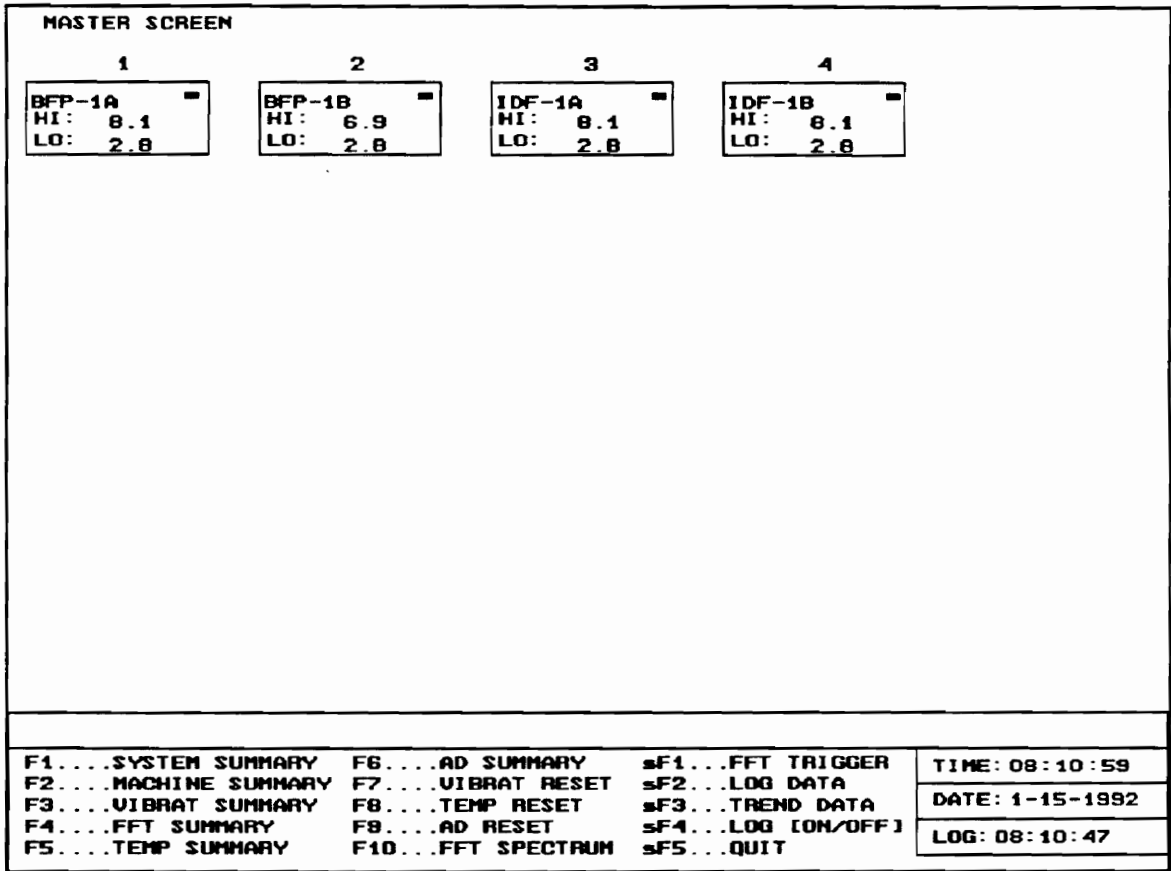 MASTER SCREEN
1 2 3 4
BFP-1A
HI: 8.1
LO: 2.8
BFP-1B
HI: 6.9
LO: 2.8
IDF-1A
HI: 8.1
LO: 2.8
IDF-1B
HI: 8.1
LO: 2.8
F1....SYSTEM SUMMARY F6....AD SUMMARY sF1...FFT TRIGGER
F2....MACHINE SUMMARY F7....VIBRAT RESET sF2...LOG DATA
F3....VIBRAT SUMMARY F8....TEMP RESET sF3...TREND DATA
F4....FFT SUMMARY F9....AD RESET sF4...LOG [ON/OFF]
F5....TEMP SUMMARY F10...FFT SPECTRUM sF5...QUIT
TIME: 08:10:59
DATE: 1-15-1992
LOG: 08:10:47